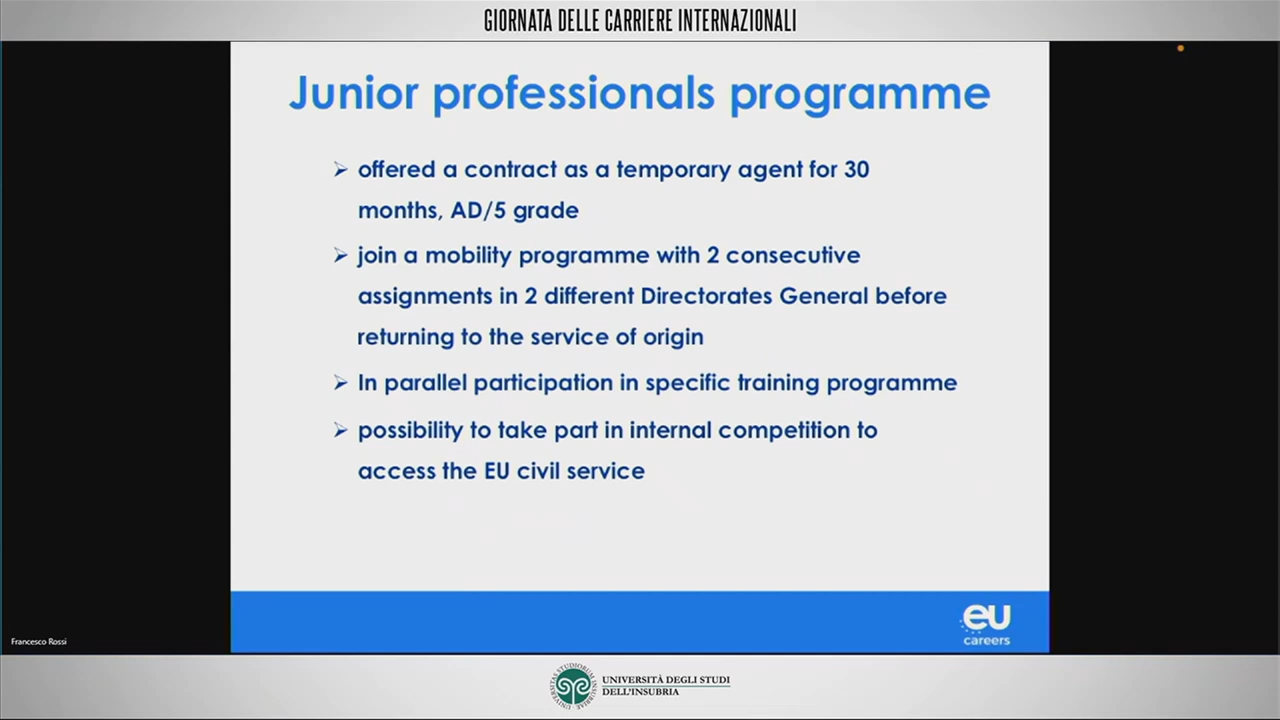 GIORNATA DELLE CARRIERE INTERNAZIONALI
Junior professionals programme
➢ offered a contract as a temporary agent for 30
months, AD/5 grade
➢ join a mobility programme with 2 consecutive
assignments in 2 different Directorates General before
returning to the service of origin
➢ In parallel participation in specific training programme
➢ possibility to take part in internal competition to
access the EU civil service
eu
careers
Francesco Rossi
UNIVERSITÀ DEGLI STUDI
DELL'INSUBRIA